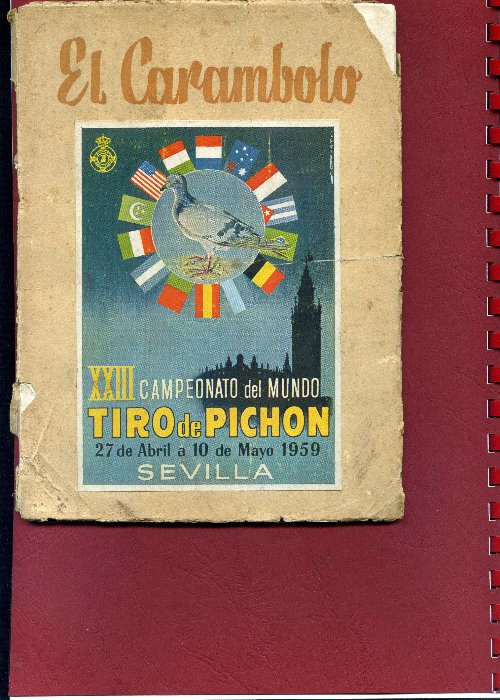 El Carambolo
XXIII CAMPEONATO del MUNDO
TIRO de PICHON
27 de Abril a 10 de Mayo 1959
SEVILLA